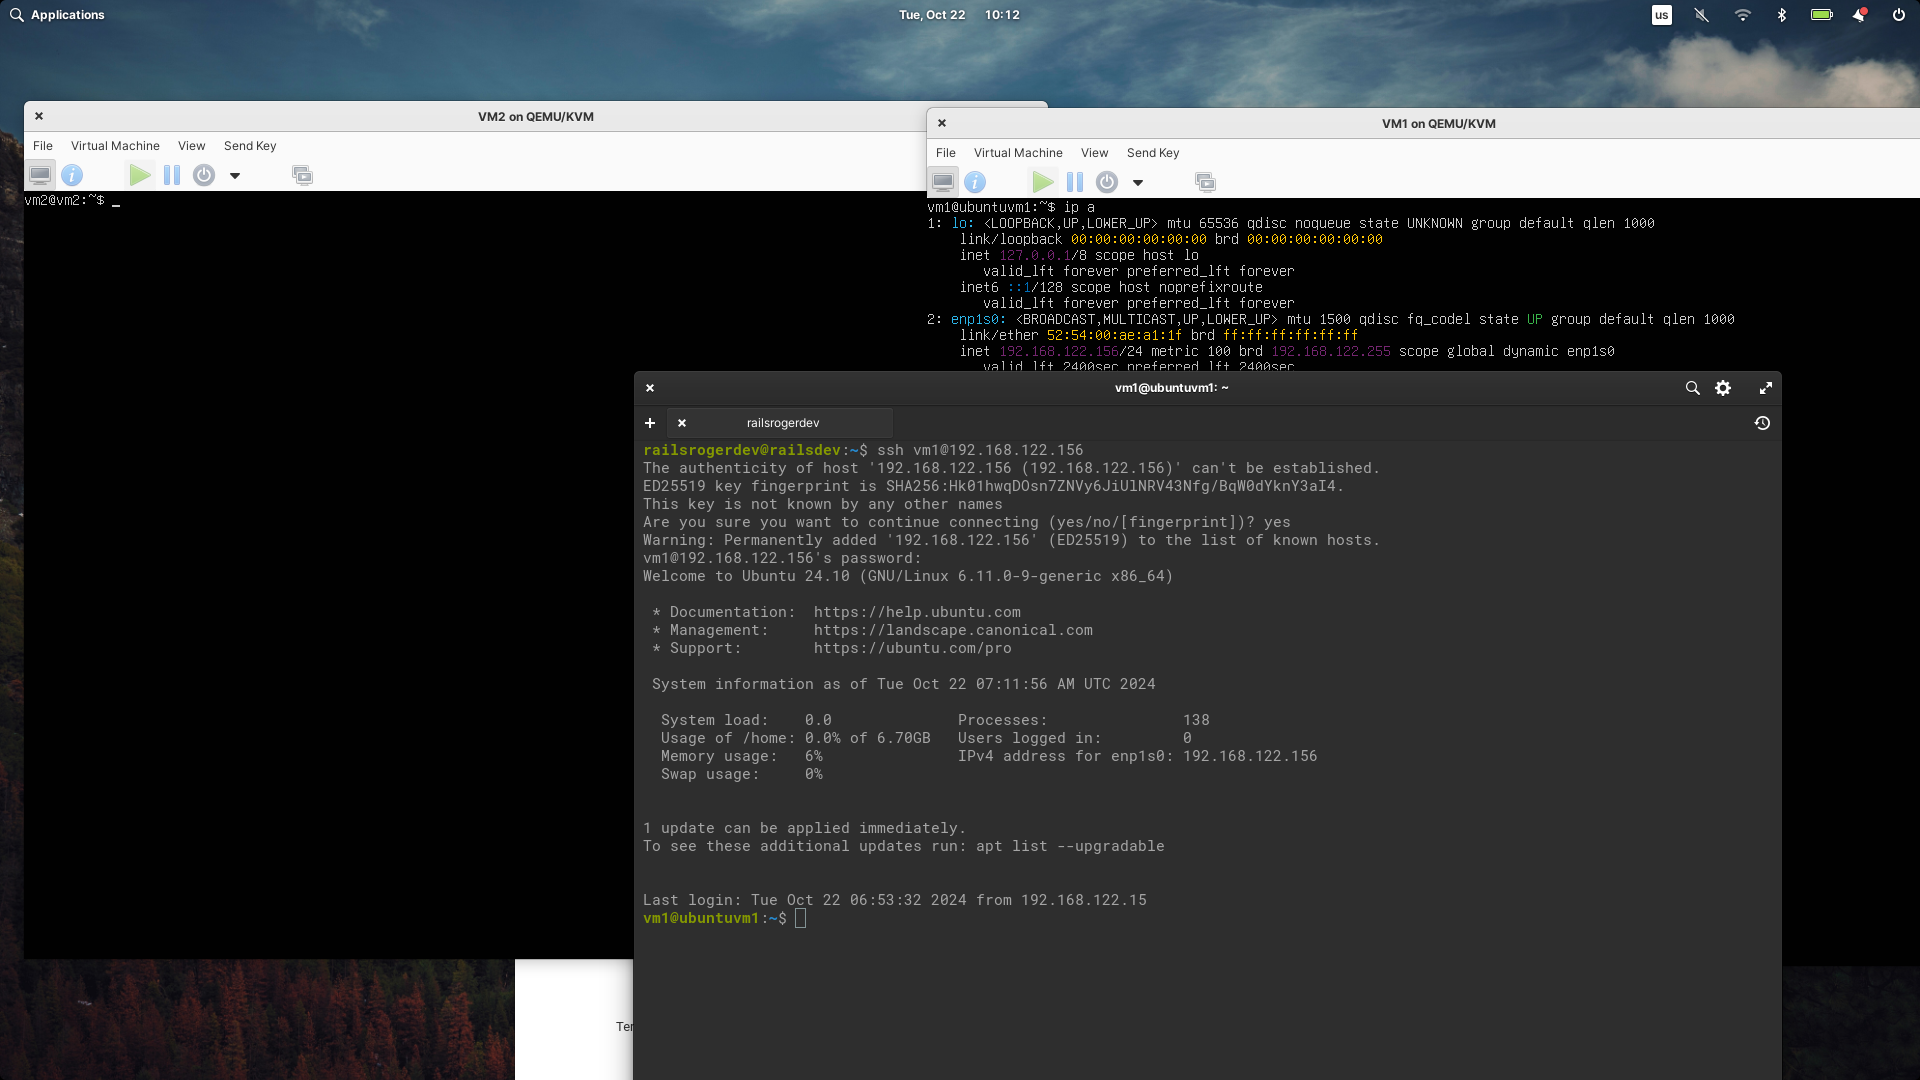 Applications
Tue, Oct 22 10:12
us
VM2 on QEMU/KVM
File Virtual Machine View Send Key
vm2@vm2:~$ _
VM1 on QEMU/KVM
File Virtual Machine View Send Key
vm1@ubuntuvm1:~$ ip a
1: lo: <LOOPBACK,UP,LOWER_UP> mtu 65536 qdisc noqueue state UNKNOWN group default qlen 1000
link/loopback 00:00:00:00:00:00 brd 00:00:00:00:00:00
inet 127.0.0.1/8 scope host lo
valid_lft forever preferred_lft forever
inet6 ::1/128 scope host noprefixroute
valid_lft forever preferred_lft forever
2: enp1s0: <BROADCAST,MULTICAST,UP,LOWER_UP> mtu 1500 qdisc fq_codel state UP group default qlen 1000
link/ether 52:54:00:ae:a1:1f brd ff:ff:ff:ff:ff:ff
inet 192.168.122.156/24 metric 100 brd 192.168.122.255 scope global dynamic enp1s0
valid_lft 2400sec preferred_lft 2400sec
vm1@ubuntuvm1: ~
railsrogerdev
railsrogerdev@railsdev:~$ ssh vm1@192.168.122.156
The authenticity of host '192.168.122.156 (192.168.122.156)' can't be established.
ED25519 key fingerprint is SHA256:Hk01hwqDOsn7ZNVy6JiUlNRV43Nfg/BqW0dYknY3aI4.
This key is not known by any other names
Are you sure you want to continue connecting (yes/no/[fingerprint])? yes
Warning: Permanently added '192.168.122.156' (ED25519) to the list of known hosts.
vm1@192.168.122.156's password:
Welcome to Ubuntu 24.10 (GNU/Linux 6.11.0-9-generic x86_64)
* Documentation: https://help.ubuntu.com
* Management: https://landscape.canonical.com
* Support: https://ubuntu.com/pro
System information as of Tue Oct 22 07:11:56 AM UTC 2024
System load: 0.0 Processes: 138
Usage of /home: 0.0% of 6.70GB Users logged in: 0
Memory usage: 6% IPv4 address for enp1s0: 192.168.122.156
Swap usage: 0%
1 update can be applied immediately.
To see these additional updates run: apt list --upgradable
Last login: Tue Oct 22 06:53:32 2024 from 192.168.122.15
vm1@ubuntuvm1:~$